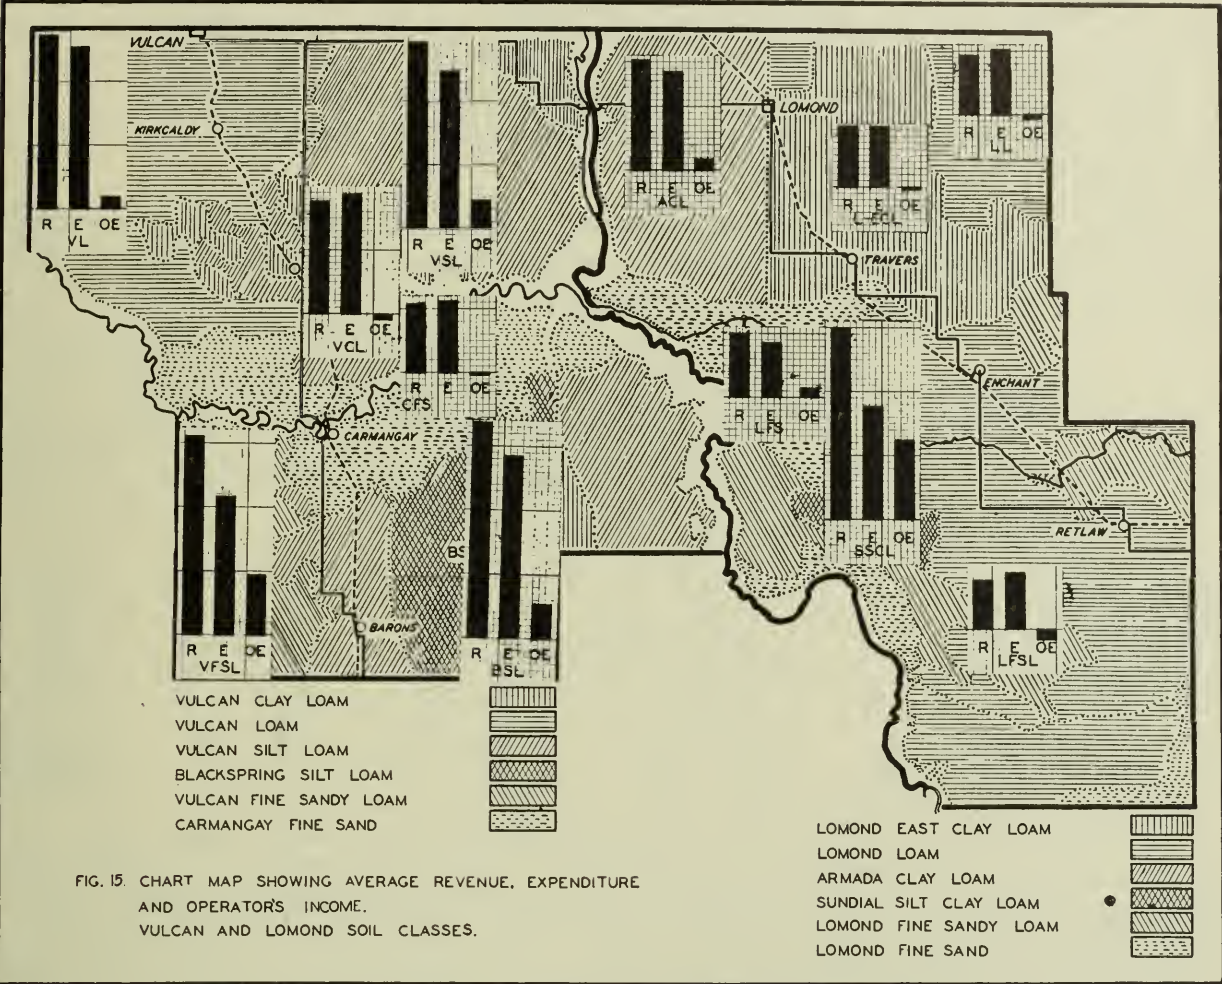 VULCAN
KIRKCALDY
LOMOND
TRAVERS
ENCHANT
RETLAW
CARMANGAY
BARONS
R E OE
VL
R E OE
VSL
R E OE
VCL
R E OE
CFS
R E OE
ACL
R E OE
L-ECL
R E OE
LL
R E OE
LFS
R E OE
SSCL
R E OE
LFSL
R E OE
VFSL
BS
R E OE
BSL
VULCAN CLAY LOAM
VULCAN LOAM
VULCAN SILT LOAM
BLACKSPRING SILT LOAM
VULCAN FINE SANDY LOAM
CARMANGAY FINE SAND
LOMOND EAST CLAY LOAM
LOMOND LOAM
ARMADA CLAY LOAM
SUNDIAL SILT CLAY LOAM
LOMOND FINE SANDY LOAM
LOMOND FINE SAND
FIG. 15. CHART MAP SHOWING AVERAGE REVENUE, EXPENDITURE
AND OPERATOR'S INCOME.
VULCAN AND LOMOND SOIL CLASSES.